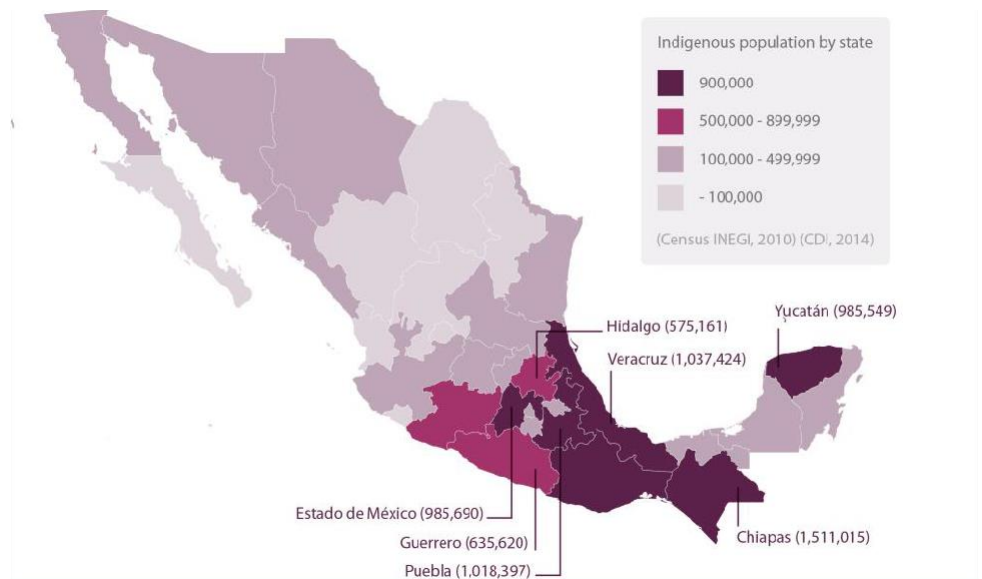 Indigenous population by state
900,000
500,000 - 899,999
100,000 - 499,999
- 100,000
(Census INEGI, 2010) (CDI, 2014)
Yucatán (985,549)
Hidalgo (575,161)
Veracruz (1,037,424)
Estado de México (985,690)
Guerrero (635,620)
Chiapas (1,511,015)
Puebla (1,018,397)